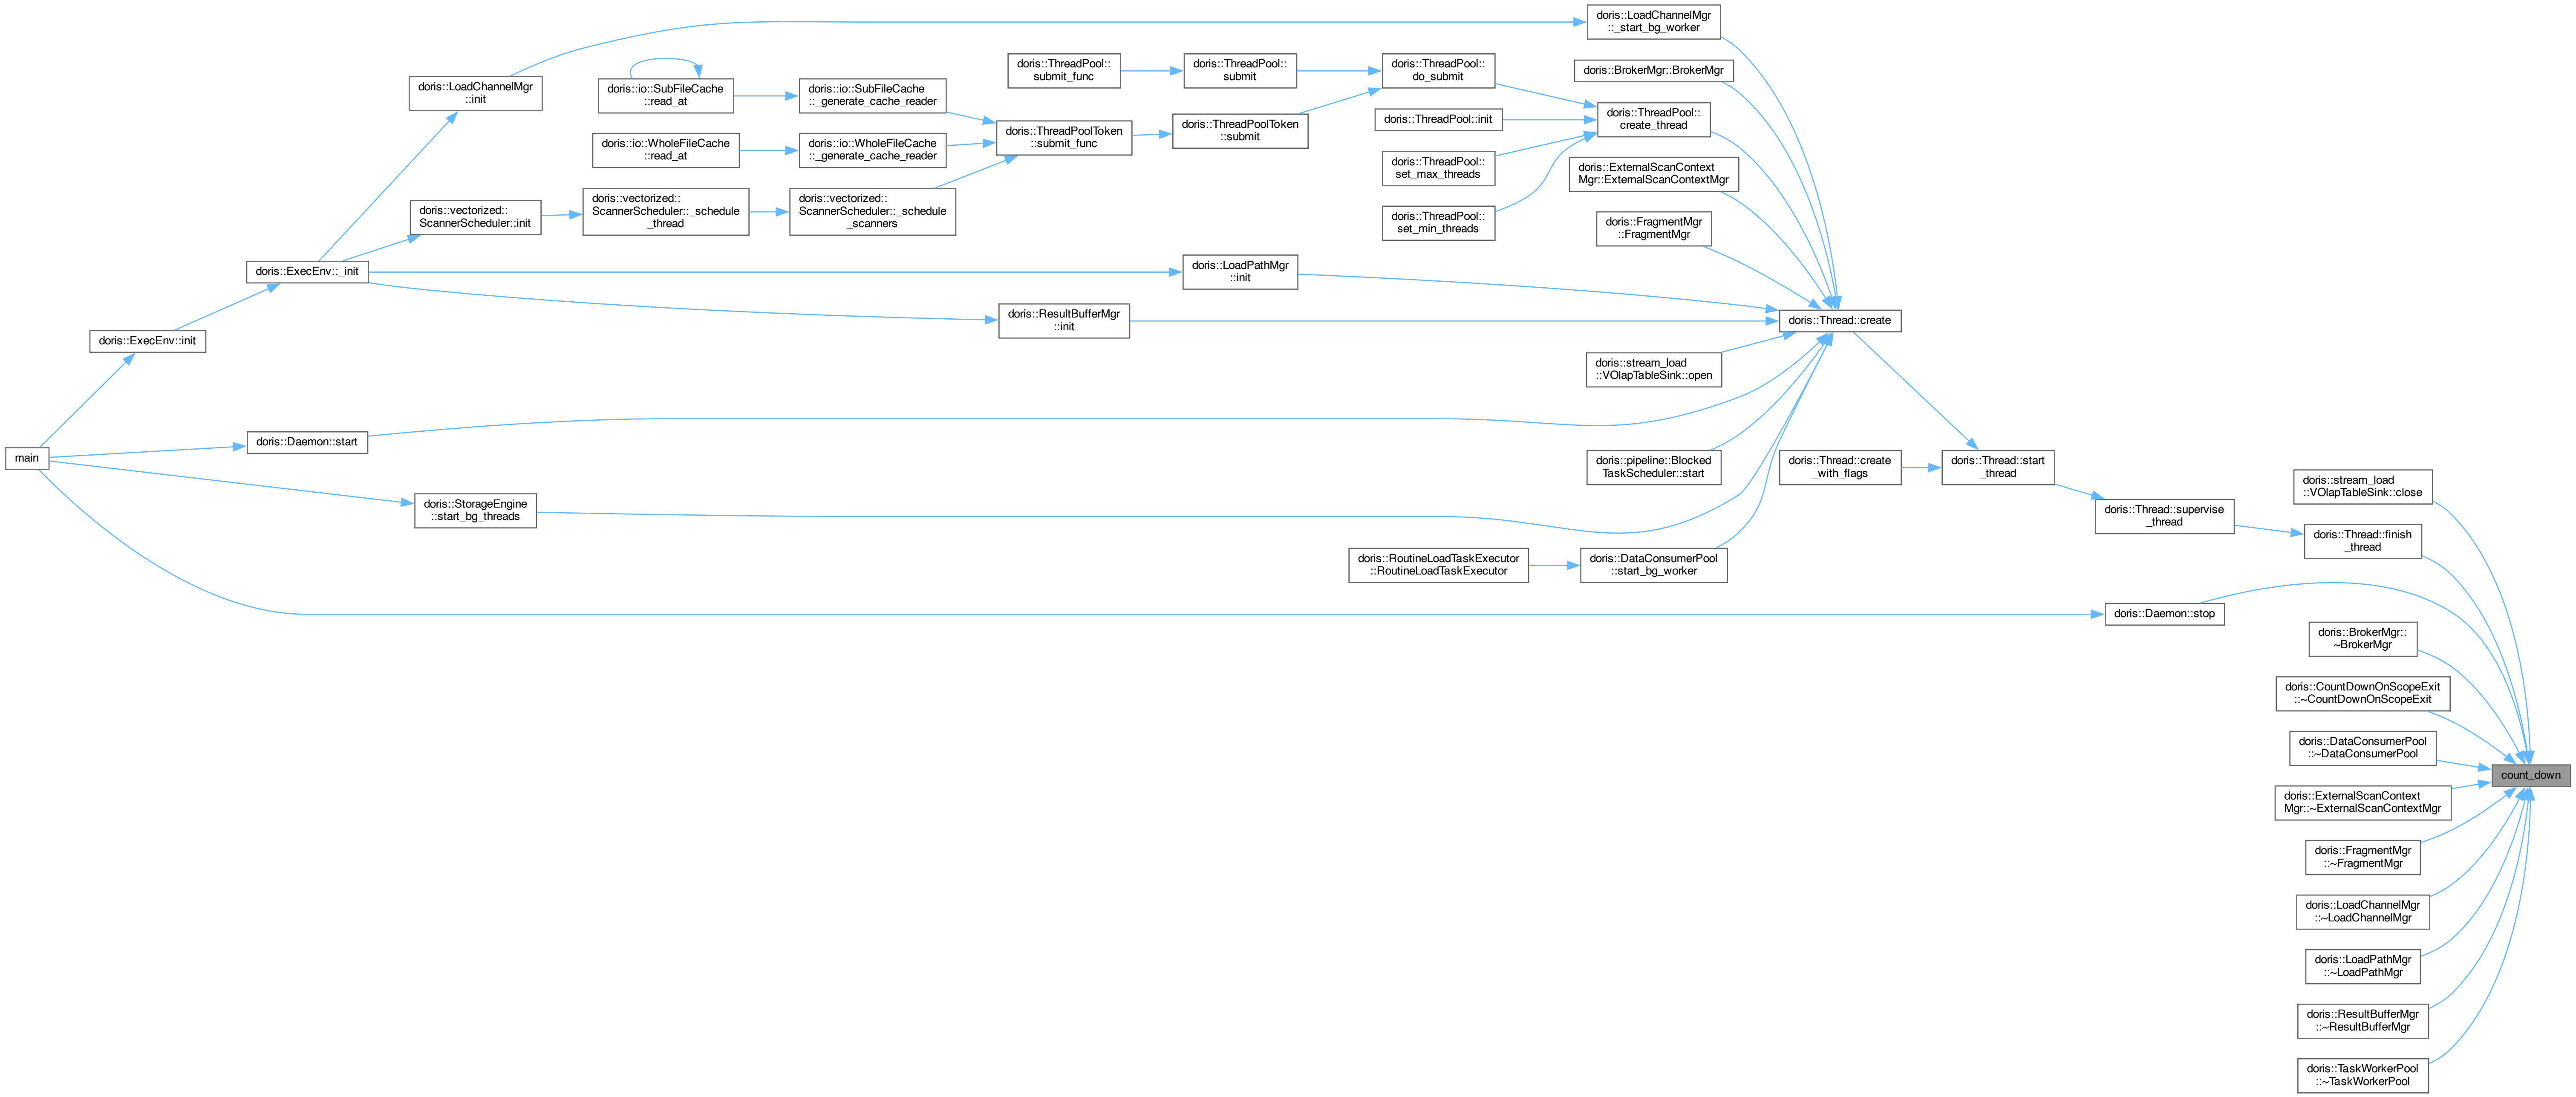 doris::LoadChannelMgr
::_start_bg_worker
doris::ThreadPool::
submit_func
doris::ThreadPool::
submit
doris::ThreadPool::
do_submit
doris::BrokerMgr::BrokerMgr
doris::LoadChannelMgr
::init
doris::io::SubFileCache
::read_at
doris::io::SubFileCache
::_generate_cache_reader
doris::ThreadPoolToken
::submit_func
doris::ThreadPoolToken
::submit
doris::ThreadPool::init
doris::ThreadPool::
create_thread
doris::io::WholeFileCache
::read_at
doris::io::WholeFileCache
::_generate_cache_reader
doris::ThreadPool::
set_max_threads
doris::ExternalScanContext
Mgr::ExternalScanContextMgr
doris::vectorized::
ScannerScheduler::init
doris::vectorized::
ScannerScheduler::_schedule
_thread
doris::vectorized::
ScannerScheduler::_schedule
_scanners
doris::ThreadPool::
set_min_threads
doris::FragmentMgr
::FragmentMgr
doris::ExecEnv::_init
doris::LoadPathMgr
::init
doris::ResultBufferMgr
::init
doris::Thread::create
doris::ExecEnv::init
doris::stream_load
::VOlapTableSink::open
doris::Daemon::start
main
doris::pipeline::Blocked
TaskScheduler::start
doris::Thread::create
_with_flags
doris::Thread::start
_thread
doris::stream_load
::VOlapTableSink::close
doris::StorageEngine
::start_bg_threads
doris::Thread::supervise
_thread
doris::Thread::finish
_thread
doris::RoutineLoadTaskExecutor
::RoutineLoadTaskExecutor
doris::DataConsumerPool
::start_bg_worker
doris::Daemon::stop
doris::BrokerMgr::
~BrokerMgr
doris::CountDownOnScopeExit
::~CountDownOnScopeExit
doris::DataConsumerPool
::~DataConsumerPool
count_down
doris::ExternalScanContext
Mgr::~ExternalScanContextMgr
doris::FragmentMgr
::~FragmentMgr
doris::LoadChannelMgr
::~LoadChannelMgr
doris::LoadPathMgr
::~LoadPathMgr
doris::ResultBufferMgr
::~ResultBufferMgr
doris::TaskWorkerPool
::~TaskWorkerPool